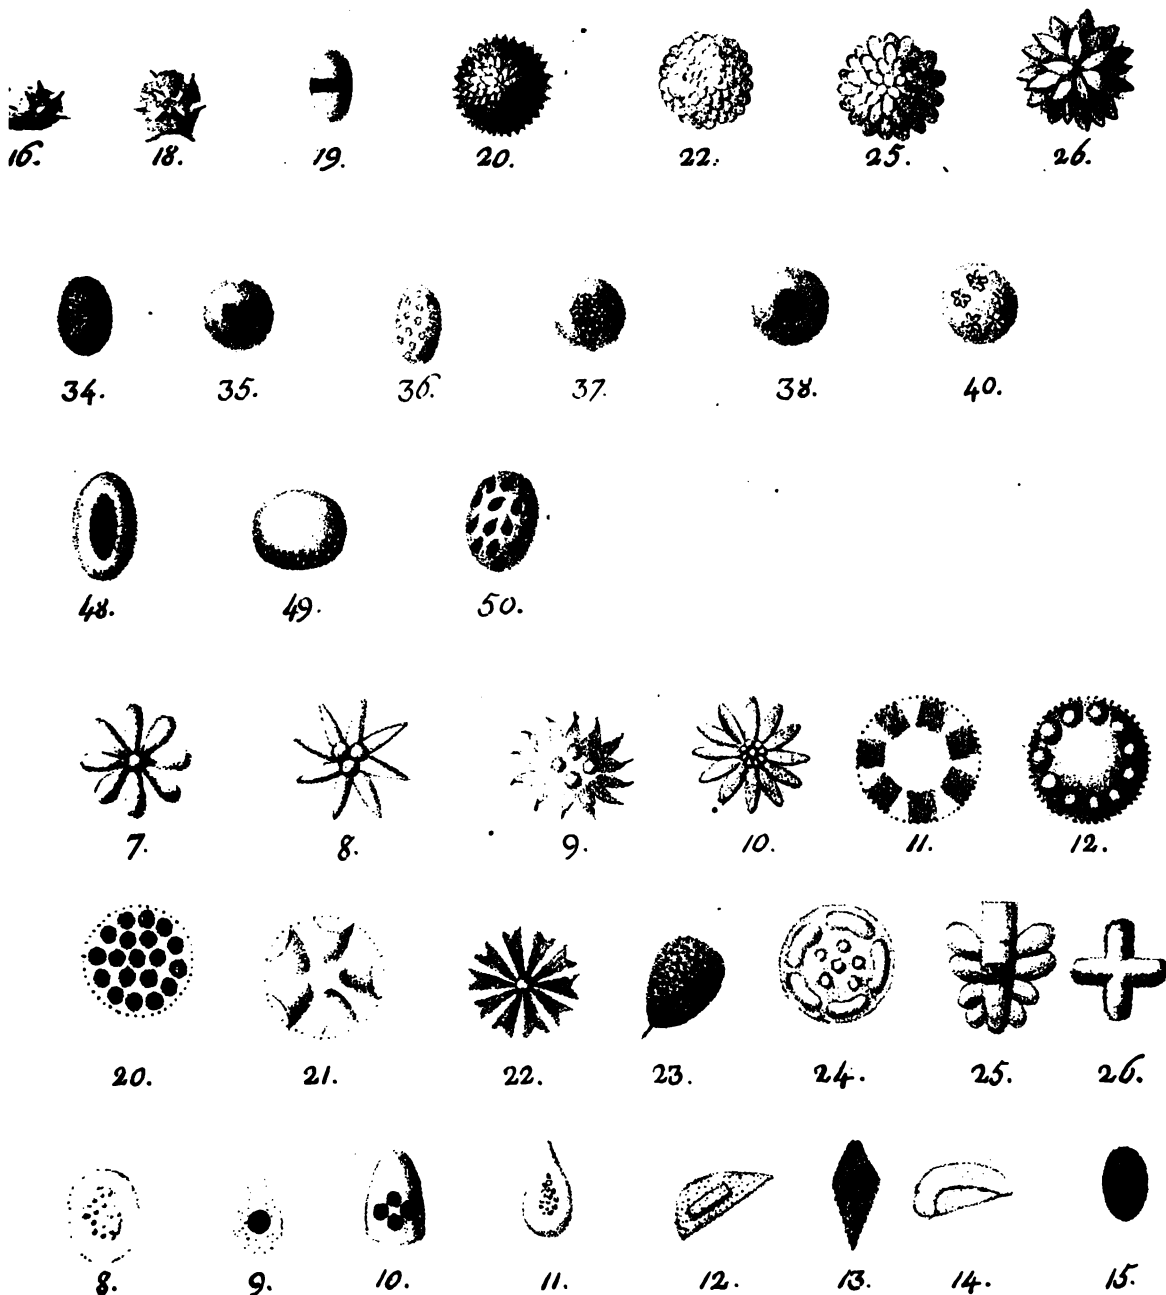 16. 18. 19. 20. 22. 25. 26.
34. 35. 36. 37. 38. 40.
48. 49. 50.
7. 8. 9. 10. 11. 12.
20. 21. 22. 23. 24. 25. 26.
8. 9. 10. 11. 12. 13. 14. 15.